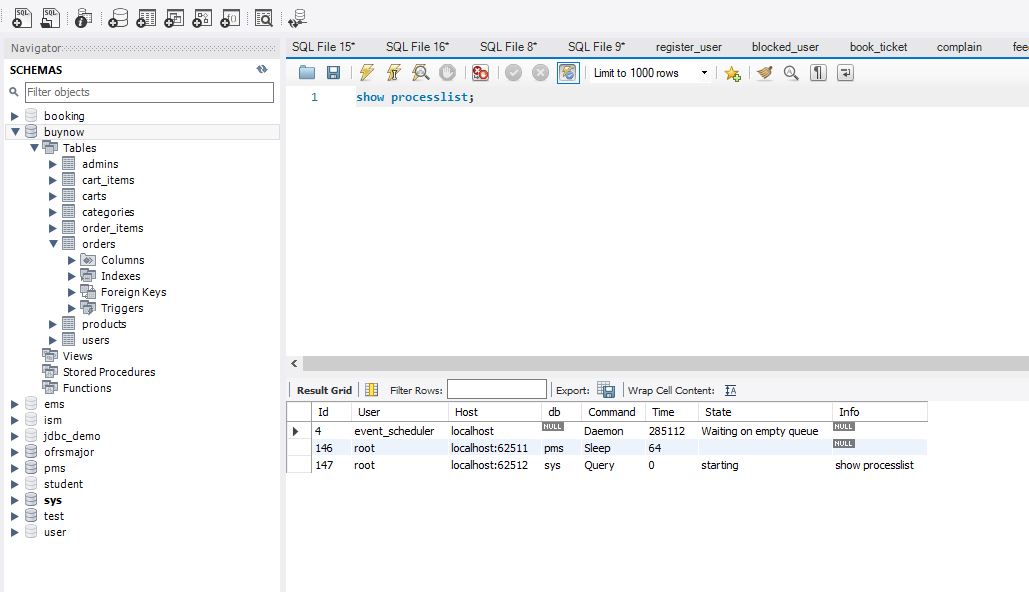 SQL SQL
Navigator
SQL File 15* SQL File 16* SQL File 8* SQL File 9* register_user blocked_user book_ticket complain fee
SCHEMAS
Filter objects
Limit to 1000 rows
1 show processlist;
booking
buynow
Tables
admins
cart_items
carts
categories
order_items
orders
Columns
Indexes
Foreign Keys
Triggers
products
users
Views
Stored Procedures
Functions
ems
ism
jdbc_demo
ofrsmajor
pms
student
sys
test
user
Result Grid Filter Rows: Export: Wrap Cell Content: IA
Id User Host db Command Time State Info
4 event_scheduler localhost NULL Daemon 285112 Waiting on empty queue NULL
146 root localhost:62511 pms Sleep 64 NULL
147 root localhost:62512 sys Query 0 starting show processlist